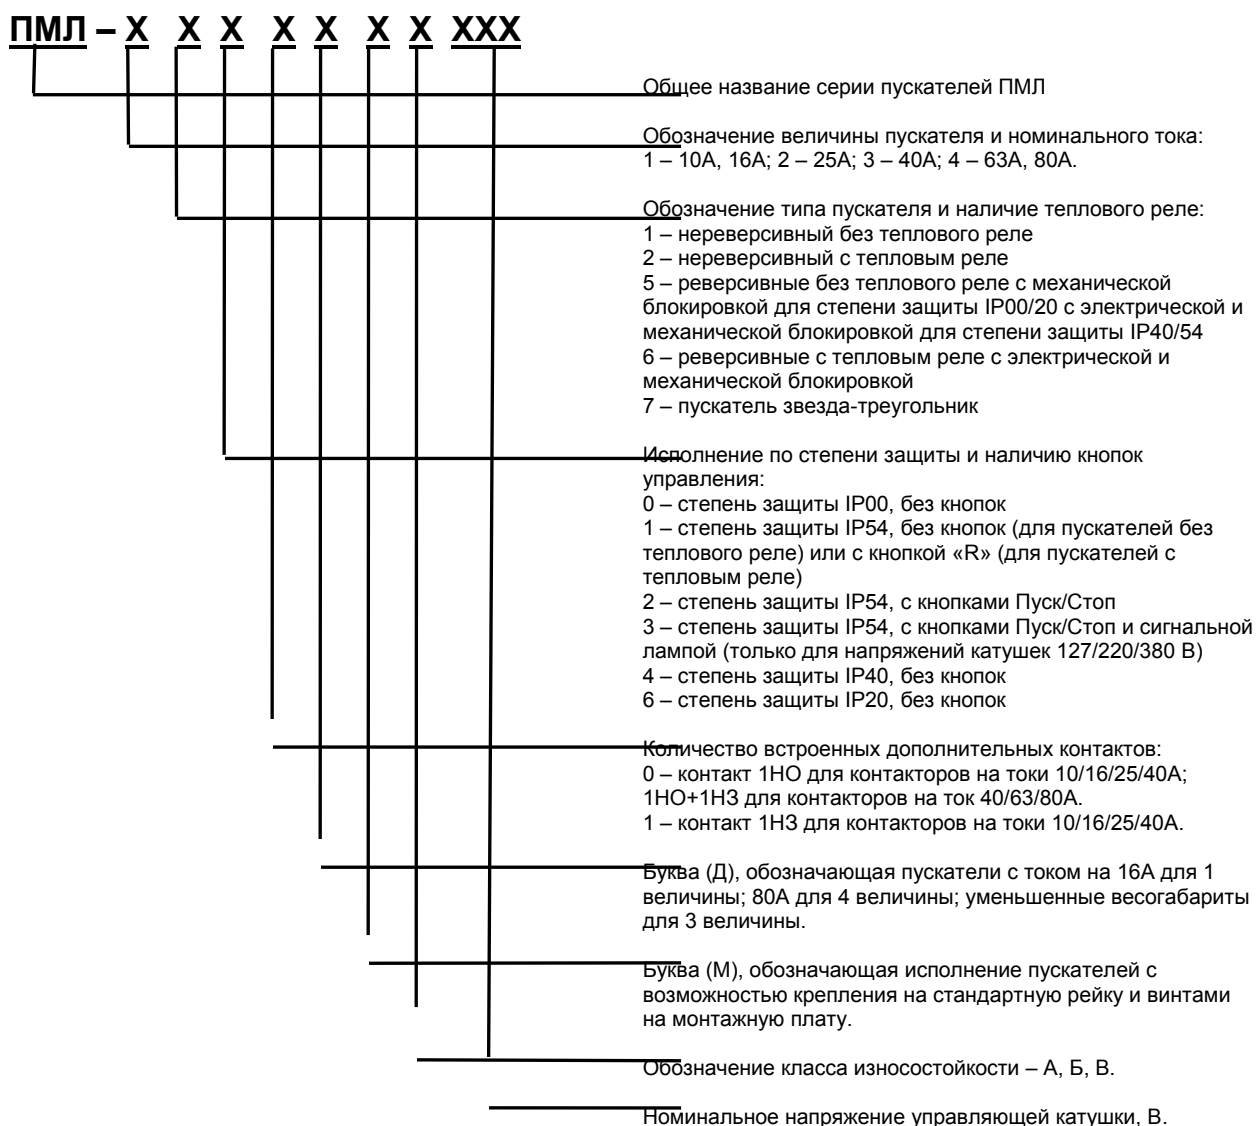 ПМЛ – Х Х Х Х Х Х Х ХХХ
Общее название серии пускателей ПМЛ
Обозначение величины пускателя и номинального тока:
1 – 10А, 16А; 2 – 25А; 3 – 40А; 4 – 63А, 80А.
Обозначение типа пускателя и наличие теплового реле:
1 – нереверсивный без теплового реле
2 – нереверсивный с тепловым реле
5 – реверсивные без теплового реле с механической
блокировкой для степени защиты IP00/20 с электрической и
механической блокировкой для степени защиты IP40/54
6 – реверсивные с тепловым реле с электрической и
механической блокировкой
7 – пускатель звезда-треугольник
Исполнение по степени защиты и наличию кнопок
управления:
0 – степень защиты IP00, без кнопок
1 – степень защиты IP54, без кнопок (для пускателей без
теплового реле) или с кнопкой «R» (для пускателей с
тепловым реле)
2 – степень защиты IP54, с кнопками Пуск/Стоп
3 – степень защиты IP54, с кнопками Пуск/Стоп и сигнальной
лампой (только для напряжений катушек 127/220/380 В)
4 – степень защиты IP40, без кнопок
6 – степень защиты IP20, без кнопок
Количество встроенных дополнительных контактов:
0 – контакт 1НО для контакторов на токи 10/16/25/40А;
1НО+1НЗ для контакторов на ток 40/63/80А.
1 – контакт 1НЗ для контакторов на токи 10/16/25/40А.
Буква (Д), обозначающая пускатели с током на 16А для 1
величины; 80А для 4 величины; уменьшенные весогабариты
для 3 величины.
Буква (М), обозначающая исполнение пускателей с
возможностью крепления на стандартную рейку и винтами
на монтажную плату.
Обозначение класса износостойкости – А, Б, В.
Номинальное напряжение управляющей катушки, В.